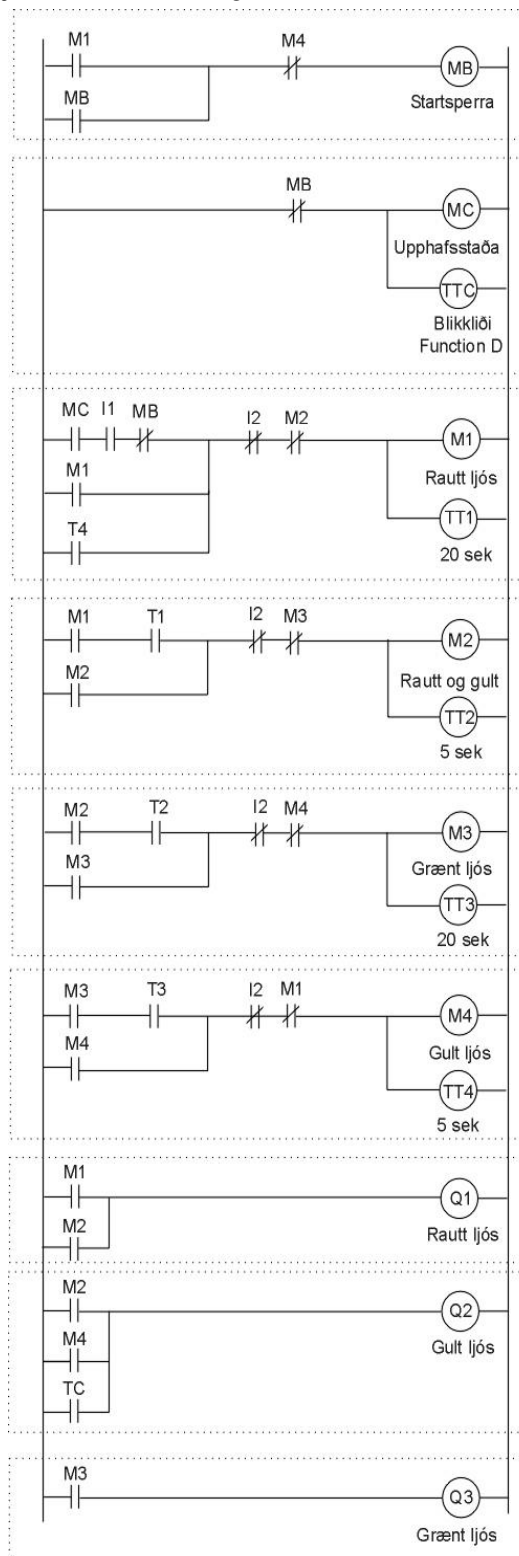 M1 M4
MB
MB
Startsperra
MB
MC
Upphafsstaða
TTC
Blikkliði
Function D
MC I1 MB I2 M2
M1
M1
Rautt ljós
T4
TT1
20 sek
M1 T1 I2 M3
M2
M2
Rautt og gult
TT2
5 sek
M2 T2 I2 M4
M3
M3
Grænt ljós
TT3
20 sek
M3 T3 I2 M1
M4
M4
Gult ljós
TT4
5 sek
M1
Q1
M2
Rautt ljós
M2
Q2
M4
Gult ljós
TC
M3
Q3
Grænt ljós